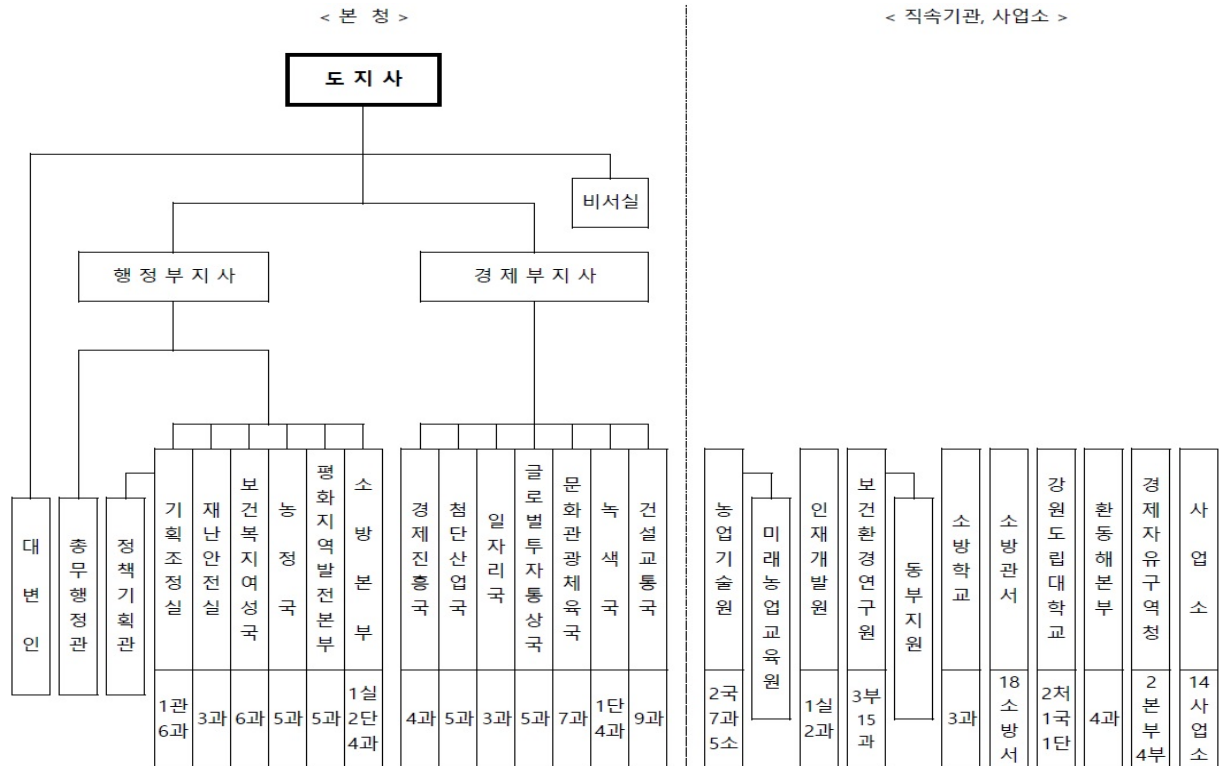 < 본 청 >
< 직속기관, 사업소 >
도 지 사
비서실
행 정 부 지 사
경 제 부 지 사
대변인
총무행정관
정책기획관
기획조정실
1관
6과
재난안전실
3과
보건복지여성국
6과
농정국
5과
평화지역발전본부
5과
소방본부
1실
2단
4과
경제진흥국
4과
첨단산업국
5과
일자리국
3과
글로벌투자통상국
5과
문화관광체육국
7과
녹색국
1단
4과
건설교통국
9과
농업기술원
2국
7과
5소
미래농업교육원
인재개발원
1실
2과
보건환경연구원
3부
15
과
동부지원
소방학교
3과
소방관서
18
소
방
서
강원도립대학교
2처
1국
1단
환동해본부
4과
경제자유구역청
2
본
부
4부
사업소
14
사
업
소